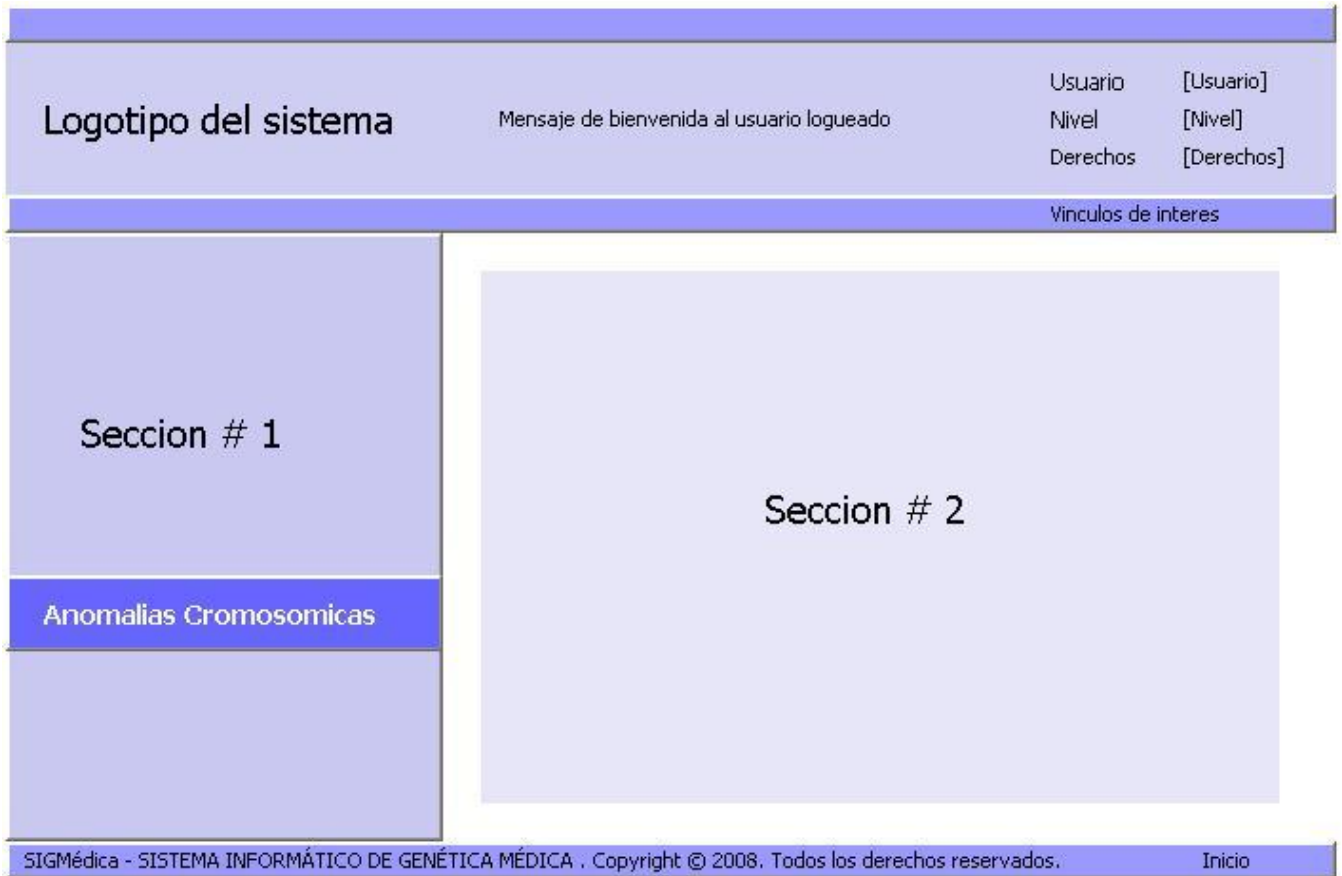 Logotipo del sistema
Mensaje de bienvenida al usuario logueado
Usuario [Usuario]
Nivel [Nivel]
Derechos [Derechos]
Vinculos de interes
Seccion # 1
Seccion # 2
Anomalias Cromosomicas
SIGMédica - SISTEMA INFORMÁTICO DE GENÉTICA MÉDICA . Copyright © 2008. Todos los derechos reservados. Inicio